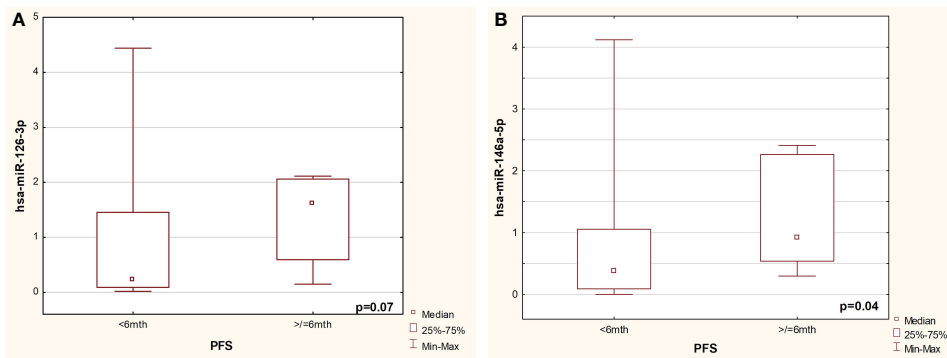 A
hsa-miR-126-3p
5
4
3
2
1
0
<6mth
>/=6mth
PFS
p=0.07
Median
25%-75%
Min-Max
B
hsa-miR-146a-5p
4
3
2
1
0
<6mth
>/=6mth
PFS
p=0.04
Median
25%-75%
Min-Max